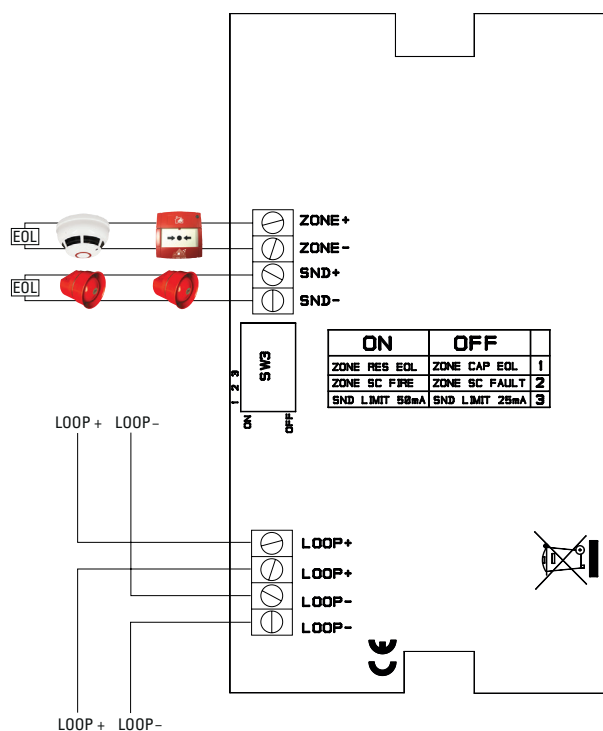 EOL
EOL
ZONE+
ZONE-
SND+
SND-
SW3
1 2 3
ON
OFF
ON OFF
ZONE RES EOL ZONE CAP EOL 1
ZONE SC FIRE ZONE SC FAULT 2
SND LIMIT 50mA SND LIMIT 25mA 3
LOOP+ LOOP-
LOOP+
LOOP+
LOOP-
LOOP-
CE
LOOP+ LOOP-